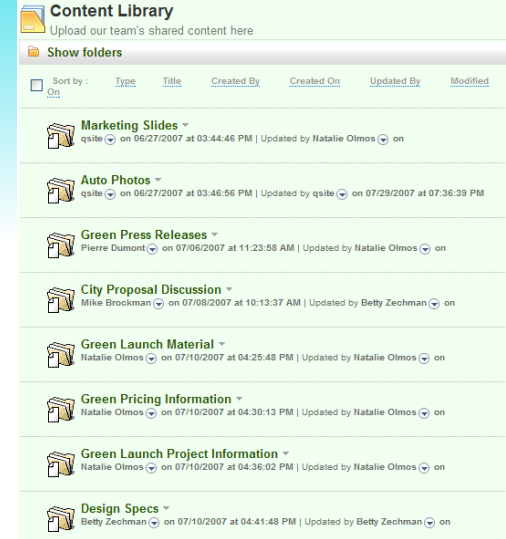 Content Library
Upload our team's shared content here
Show folders
Sort by : Type Title Created By Created On Updated By Modified
On
Marketing Slides
qsite on 06/27/2007 at 03:44:46 PM | Updated by Natalie Olmos on
Auto Photos
qsite on 06/27/2007 at 03:46:56 PM | Updated by qsite on 07/29/2007 at 07:36:39 PM
Green Press Releases
Pierre Dumont on 07/06/2007 at 11:23:58 AM | Updated by Natalie Olmos on
City Proposal Discussion
Mike Brockman on 07/08/2007 at 10:13:37 AM | Updated by Betty Zechman on
Green Launch Material
Natalie Olmos on 07/10/2007 at 04:25:48 PM | Updated by Natalie Olmos on
Green Pricing Information
Natalie Olmos on 07/10/2007 at 04:30:13 PM | Updated by Natalie Olmos on
Green Launch Project Information
Natalie Olmos on 07/10/2007 at 04:36:02 PM | Updated by Natalie Olmos on
Design Specs
Betty Zechman on 07/10/2007 at 04:41:48 PM | Updated by Betty Zechman on